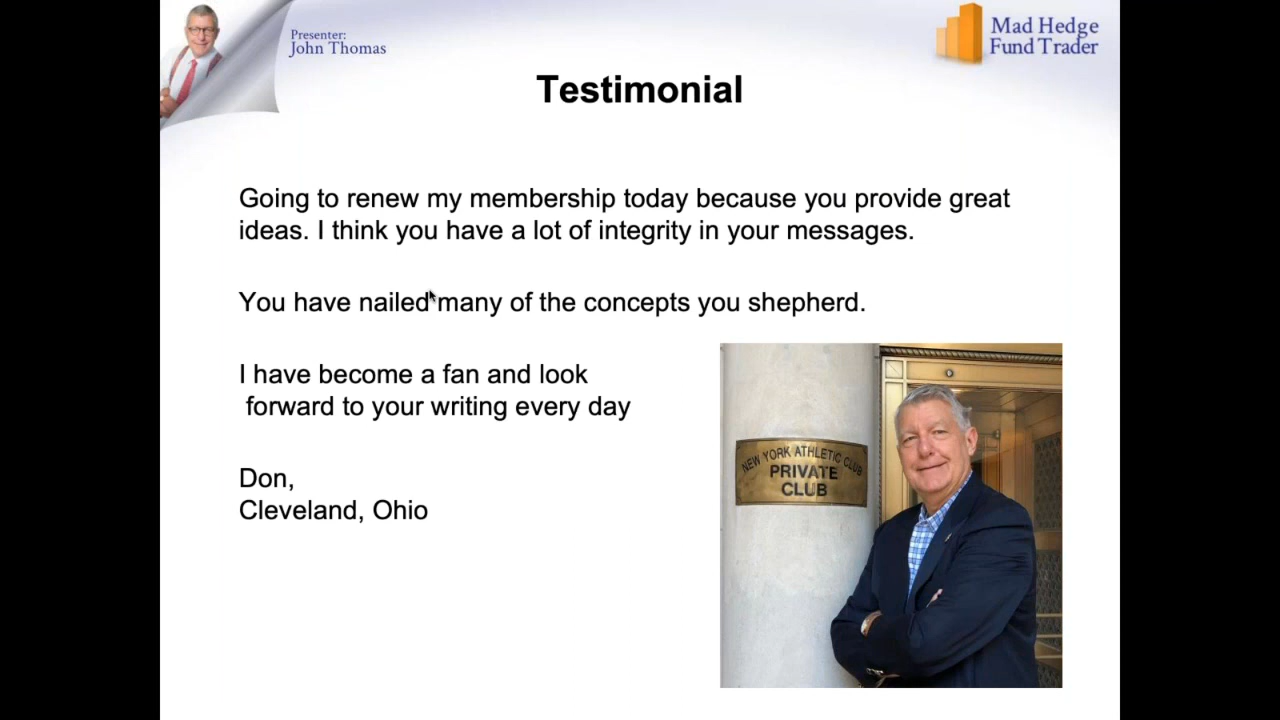 Presenter:
John Thomas
Mad Hedge
Fund Trader
Testimonial
Going to renew my membership today because you provide great
ideas. I think you have a lot of integrity in your messages.
You have nailed many of the concepts you shepherd.
I have become a fan and look
forward to your writing every day
Don,
Cleveland, Ohio
NEW YORK ATHLETIC CLUB
PRIVATE
CLUB